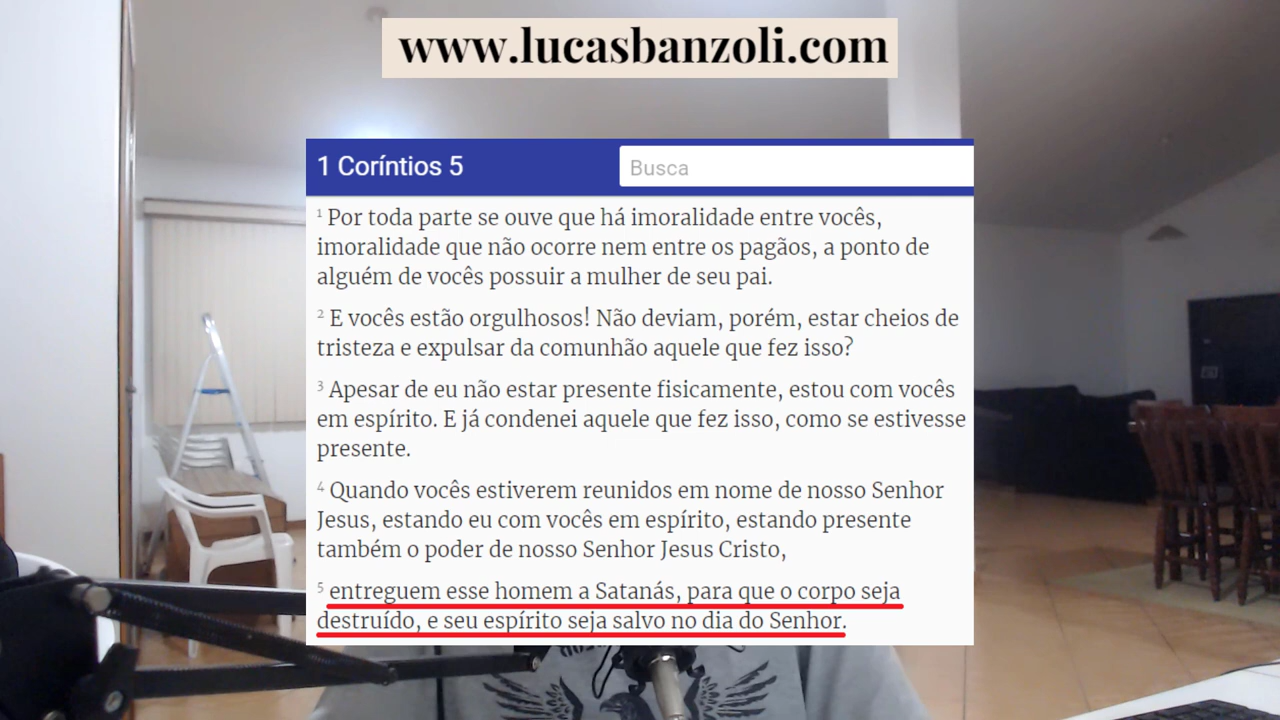 www.lucasbanzoli.com
1 Coríntios 5
Busca
1 Por toda parte se ouve que há imoralidade entre vocês,
imoralidade que não ocorre nem entre os pagãos, a ponto de
alguém de vocês possuir a mulher de seu pai.
2 E vocês estão orgulhosos! Não deviam, porém, estar cheios de
tristeza e expulsar da comunhão aquele que fez isso?
3 Apesar de eu não estar presente fisicamente, estou com vocês
em espírito. E já condenei aquele que fez isso, como se estivesse
presente.
4 Quando vocês estiverem reunidos em nome de nosso Senhor
Jesus, estando eu com vocês em espírito, estando presente
também o poder de nosso Senhor Jesus Cristo,
5 entreguem esse homem a Satanás, para que o corpo seja
destruído, e seu espírito seja salvo no dia do Senhor.